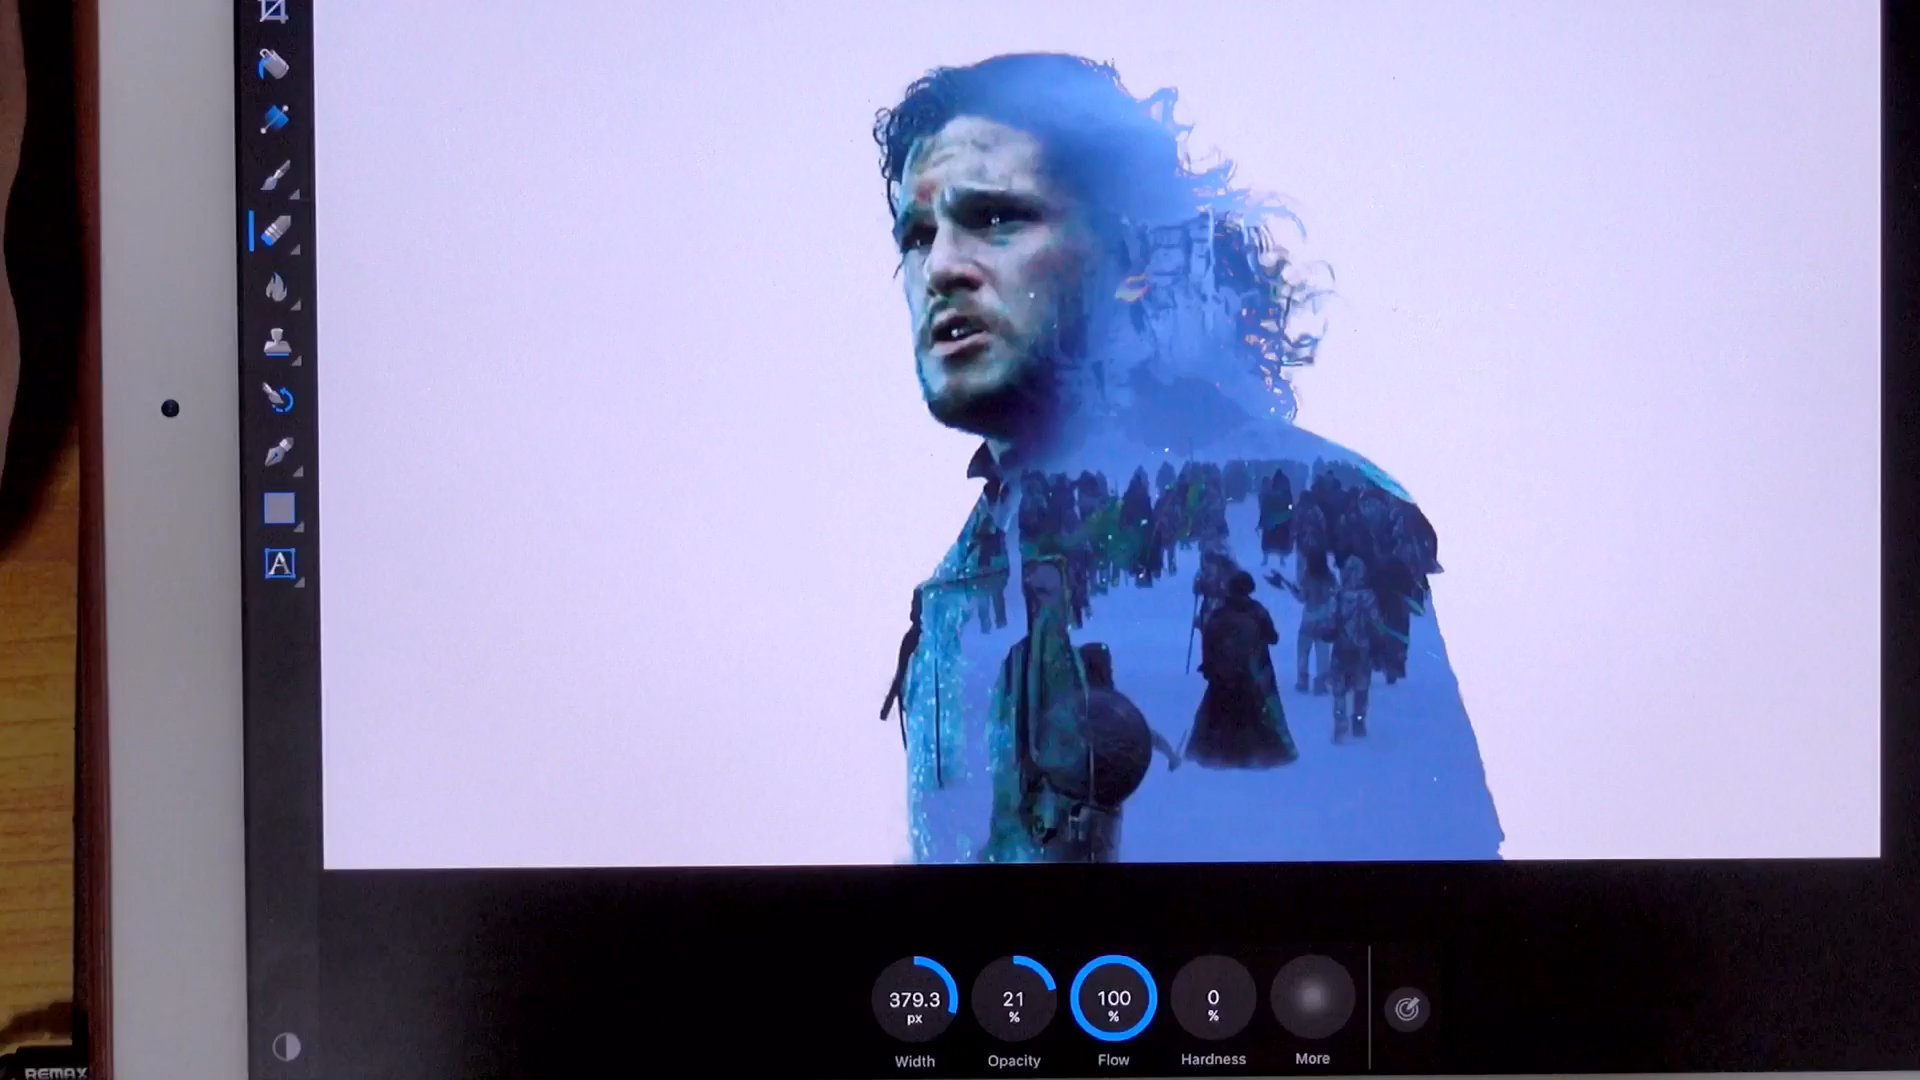 A
379.3
px
Width
21
%
Opacity
100
%
Flow
0
%
Hardness
More
REMAX